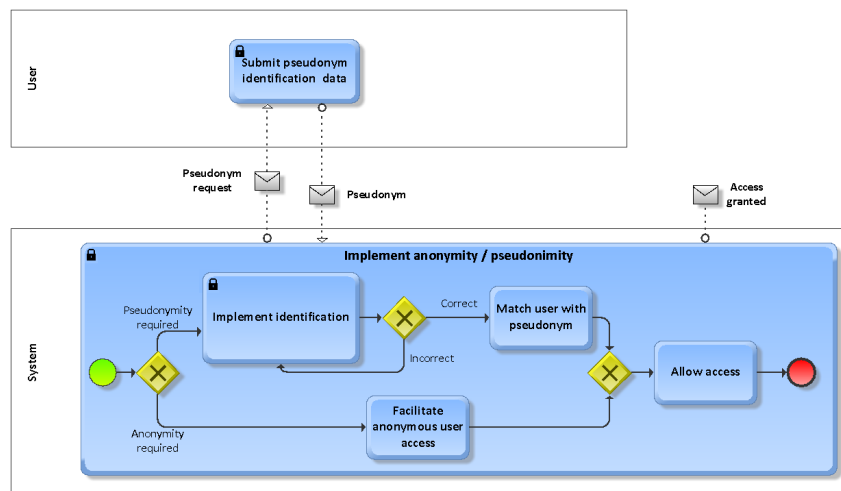 User
Submit pseudonym
identification data
Pseudonym
request
Pseudonym
Access
granted
System
Implement anonymity / pseudonimity
Pseudonymity
required
Implement identification
Correct
Incorrect
Match user with
pseudonym
Allow access
Anonymity
required
Facilitate
anonymous user
access